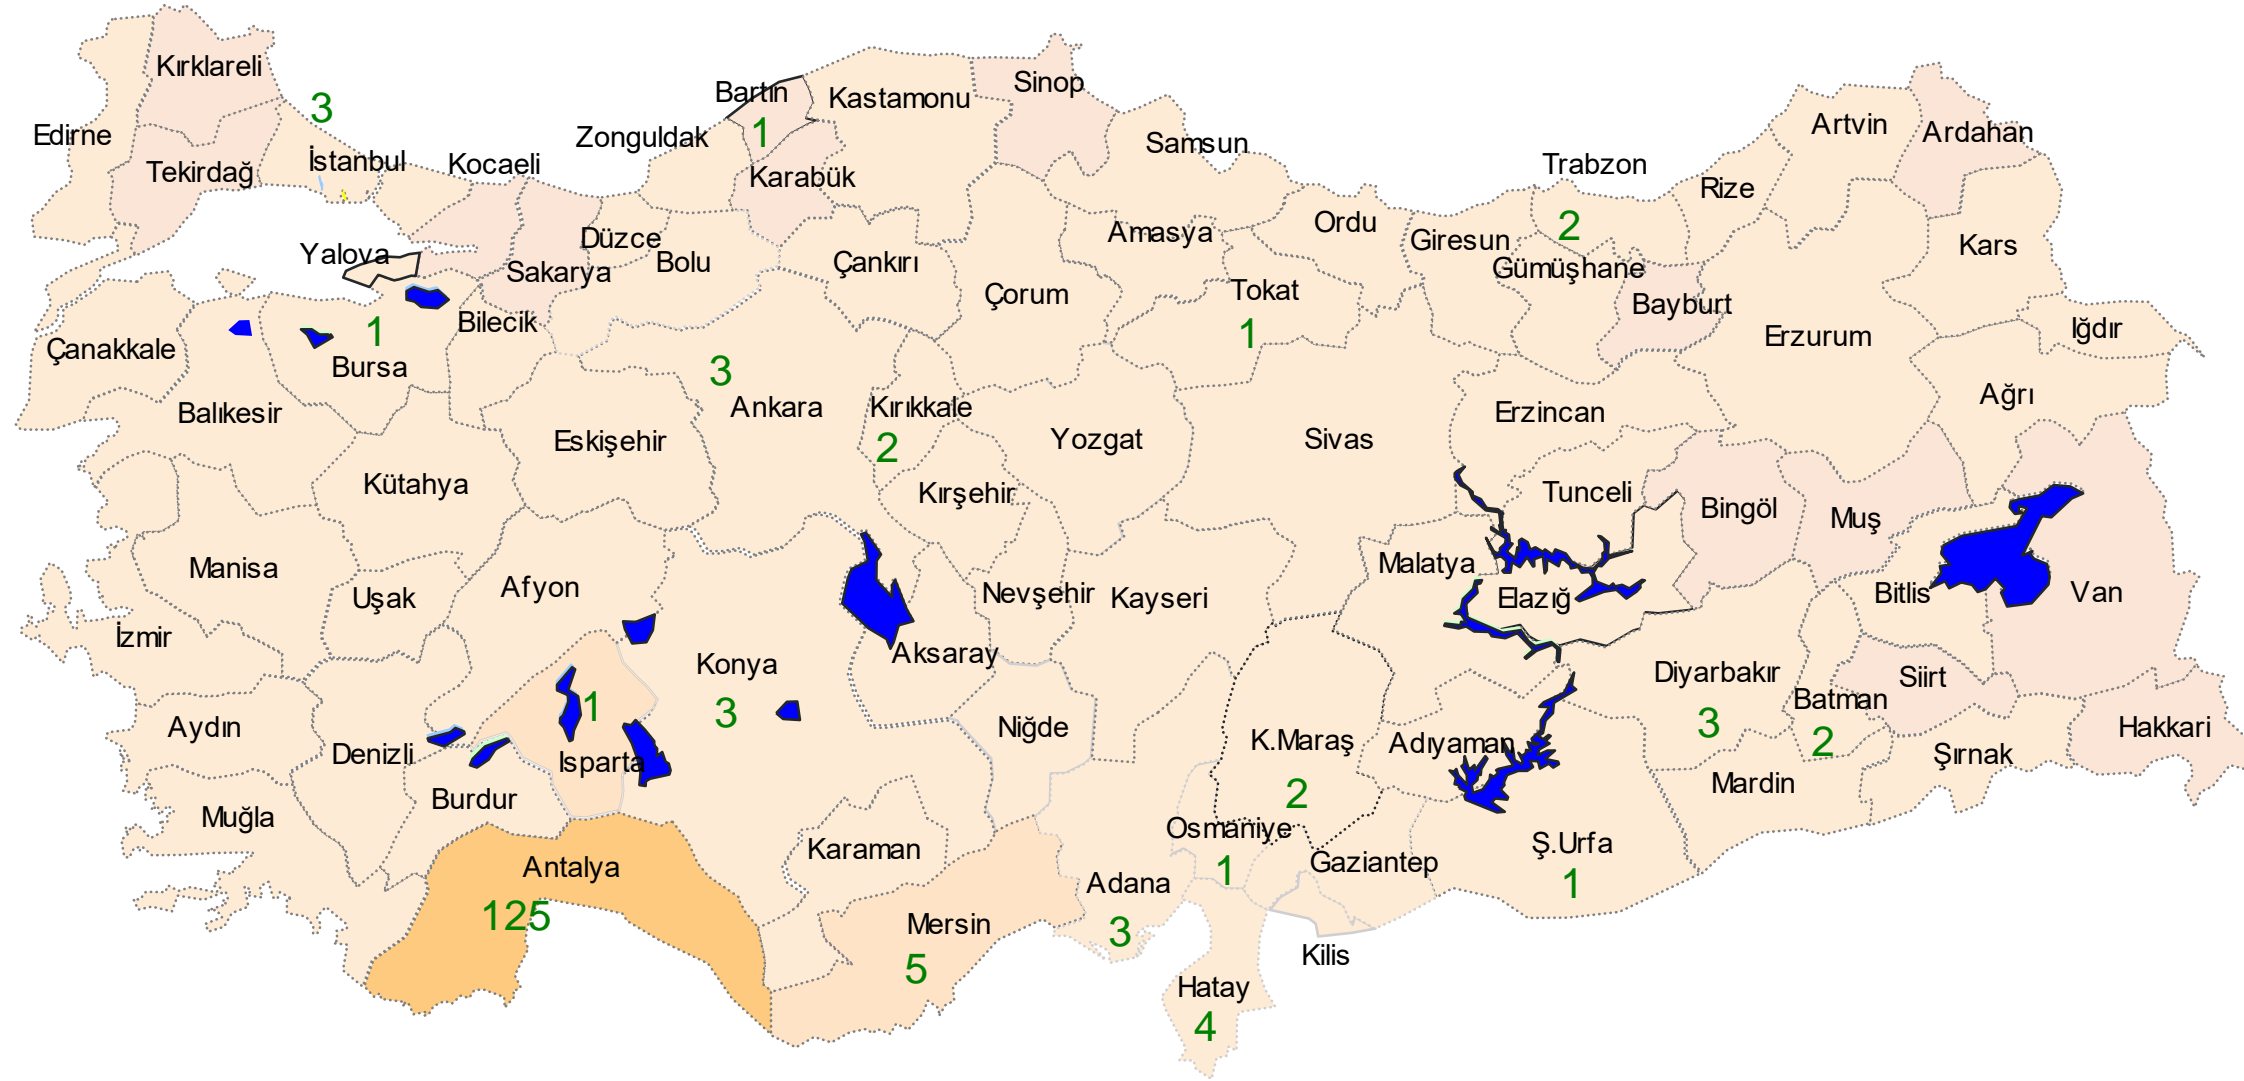 Kırklareli
Sinop
Bartın
1
Kastamonu
3
Edirne
Zonguldak
Samsun
Artvin
Ardahan
İstanbul
Kocaeli
Trabzon
Tekirdağ
Karabük
Rize
Ordu
2
Amasya
Düzce
Giresun
Kars
Yalova
Sakarya
Bolu
Çankırı
Gümüşhane
Tokat
1
Çorum
Bayburt
Bilecik
1
Bursa
Çanakkale
Erzurum
Iğdır
3
Ankara
Kırıkkale
2
Ağrı
Balıkesir
Erzincan
Eskişehir
Yozgat
Sivas
Kütahya
Kırşehir
Tunceli
Bingöl
Muş
Manisa
Malatya
Afyon
Uşak
Nevşehir
Kayseri
Elazığ
Bitlis
Van
İzmir
Aksaray
Konya
3
Diyarbakır
3
Siirt
Batman
2
1
Isparta
Aydın
Niğde
Hakkari
K.Maraş
2
Adıyaman
Denizli
Şırnak
Mardin
Burdur
Muğla
Osmaniye
1
Karaman
Ş.Urfa
1
Gaziantep
Antalya
125
Adana
3
Mersin
5
Kilis
Hatay
4